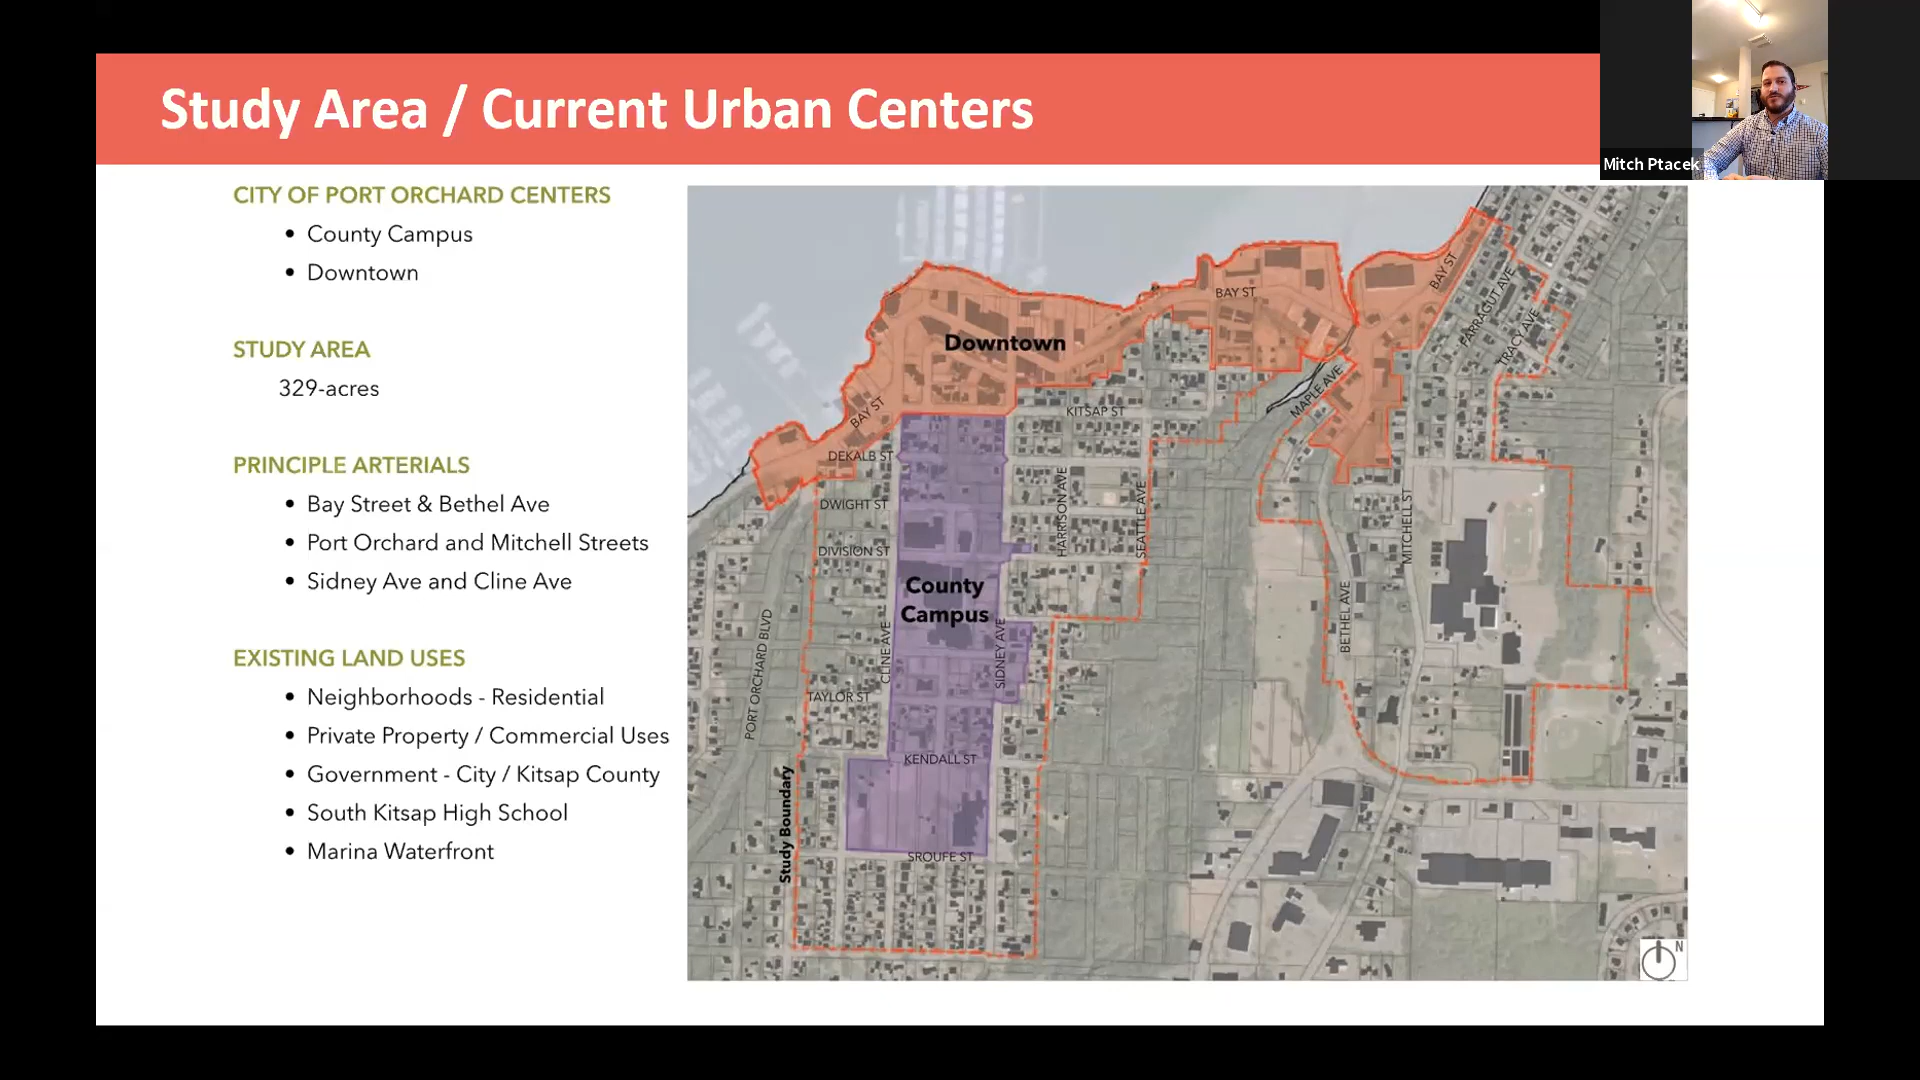 Study Area / Current Urban Centers
Mitch Ptacek
CITY OF PORT ORCHARD CENTERS
• County Campus
• Downtown
STUDY AREA
329-acres
PRINCIPLE ARTERIALS
• Bay Street & Bethel Ave
• Port Orchard and Mitchell Streets
• Sidney Ave and Cline Ave
EXISTING LAND USES
• Neighborhoods - Residential
• Private Property / Commercial Uses
• Government - City / Kitsap County
• South Kitsap High School
• Marina Waterfront
BAY ST
BAY ST
FARRAGUT AVE
TRACY AVE
Downtown
MAPLE AVE
BAY ST
KITSAP ST
DEKALB ST
DWIGHT ST
HARRISON AVE
SEATTLE AVE
MITCHELL ST
DIVISION ST
County
Campus
BETHEL AVE
CLINE AVE
SIDNEY AVE
PORT ORCHARD BLVD
TAYLOR ST
KENDALL ST
Study Boundary
SROUFE ST
N